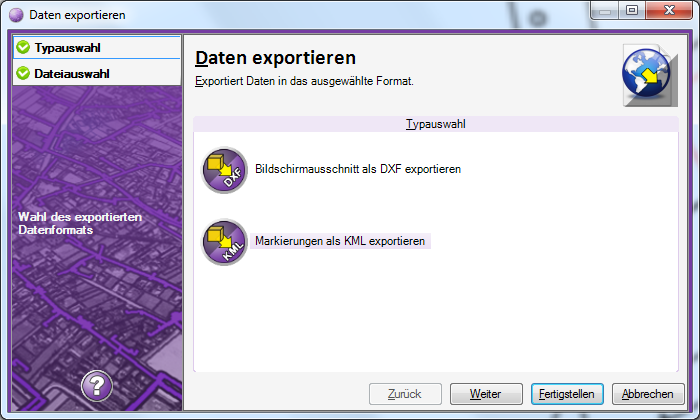 Daten exportieren
Typauswahl
Dateiauswahl
Wahl des exportierten
Datenformats
?
Daten exportieren
Exportiert Daten in das ausgewählte Format.
Typauswahl
DXF
Bildschirmausschnitt als DXF exportieren
KML
Markierungen als KML exportieren
Zurück
Weiter
Fertigstellen
Abbrechen